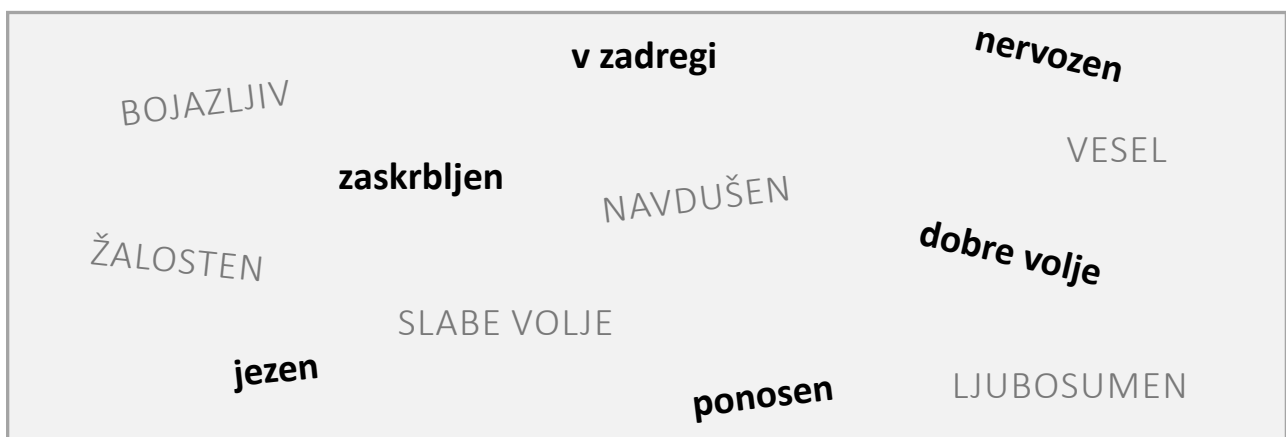 v zadregi
nervozen
BOJAZLJIV
VESEL
zaskrbljen
NAVDUŠEN
ŽALOSTEN
dobre volje
SLABE VOLJE
jezen
ponosen
LJUBOSUMEN